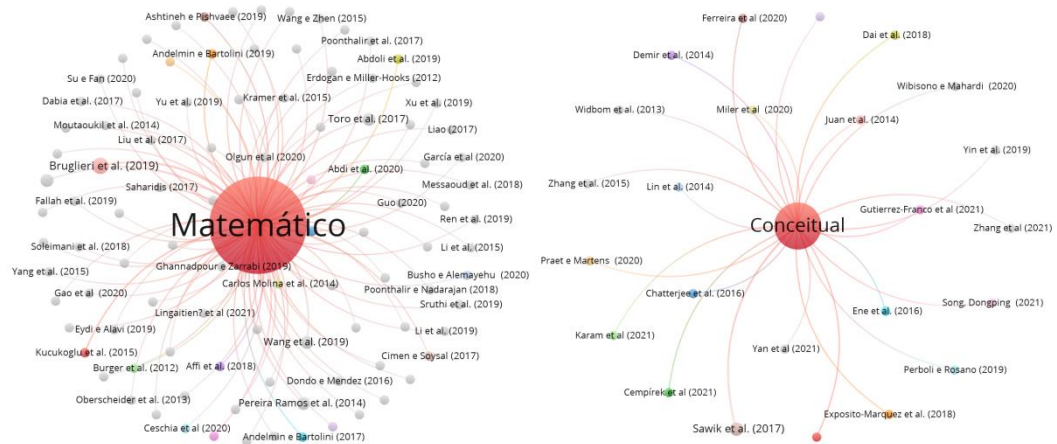 Ashtineh e Pishvaee (2019)
Wang e Zhen (2015)
Andelmin e Bartolini (2019)
Poonthalir et al. (2017)
Abdoli et al. (2019)
Su e Fan (2020)
Erdogan e Miller-Hooks (2012)
Dabia et al. (2017)
Yu et al. (2019)
Kramer et al. (2015)
Xu et al. (2019)
Moutaoukil et al. (2014)
Toro et al. (2017)
Liu et al. (2017)
Liao (2017)
Olgun et al (2020)
Bruglieri et al. (2019)
Abdi et al. (2020)
García et al (2020)
Saharidis (2017)
Messaoud et al. (2018)
Fallah et al. (2019)
Guo (2020)
Matemático
Ren et al. (2019)
Soleimani et al. (2018)
Li et al., (2015)
Ghannadpour e Zarrabi (2019)
Yang et al. (2015)
Carlos Molina et al. (2014)
Busho e Alemayehu (2020)
Gao et al. (2020)
Poonthalir e Nadarajan (2018)
Lingaitien? et al (2021)
Sruthi et al. (2019)
Eydi e Alavi (2019)
Wang et al. (2019)
Li et al. (2019)
Kucukoglu et al. (2015)
Cimen e Soysal (2017)
Burger et al. (2012)
Affi et al. (2018)
Dondo e Mendez (2016)
Oberscheider et al. (2013)
Pereira Ramos et al. (2014)
Ceschia et al (2020)
Andelmin e Bartolini (2017)
Ferreira et al (2020)
Dai et al. (2018)
Demir et al. (2014)
Wibisono e Mahardi (2020)
Widbom et al. (2013)
Miler et al (2020)
Juan et al. (2014)
Yin et al. (2019)
Zhang et al. (2015)
Lin et al. (2014)
Gutierrez-Franco et al (2021)
Conceitual
Zhang et al (2021)
Praet e Martens (2020)
Chatterjee et al. (2016)
Song, Dongping (2021)
Ene et al. (2016)
Karam et al (2021)
Yan et al (2021)
Perboli e Rosano (2019)
Cempírek et al (2021)
Exposito-Marquez et al. (2018)
Sawik et al. (2017)